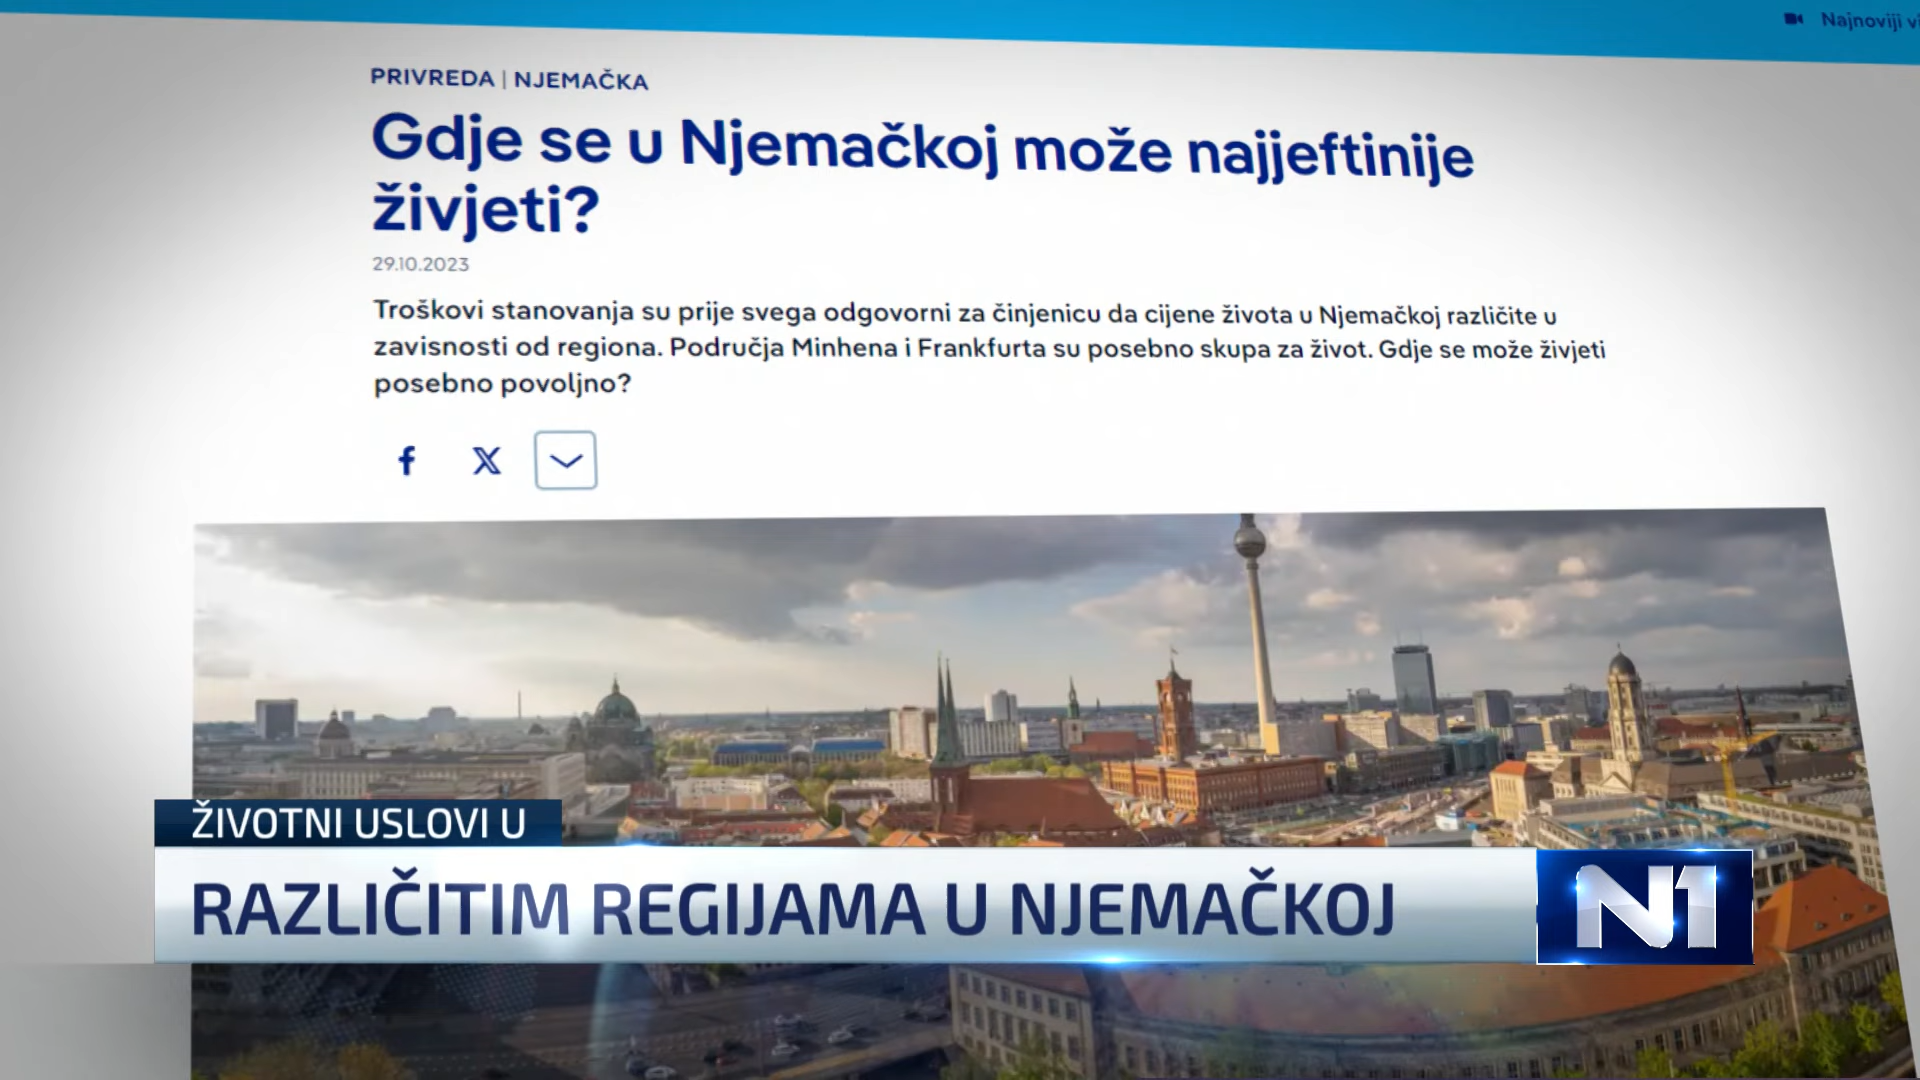 Najnoviji
PRIVREDA | NJEMAČKA
Gdje se u Njemačkoj može najjeftinije
živjeti?
29.10.2023
Troškovi stanovanja su prije svega odgovorni za činjenicu da cijene života u Njemačkoj različite u
zavisnosti od regiona. Područja Minhena i Frankfurta su posebno skupa za život. Gdje se može živjeti
posebno povoljno?
ŽIVOTNI USLOVI U
RAZLIČITIM REGIJAMA U NJEMAČKOJ
N1